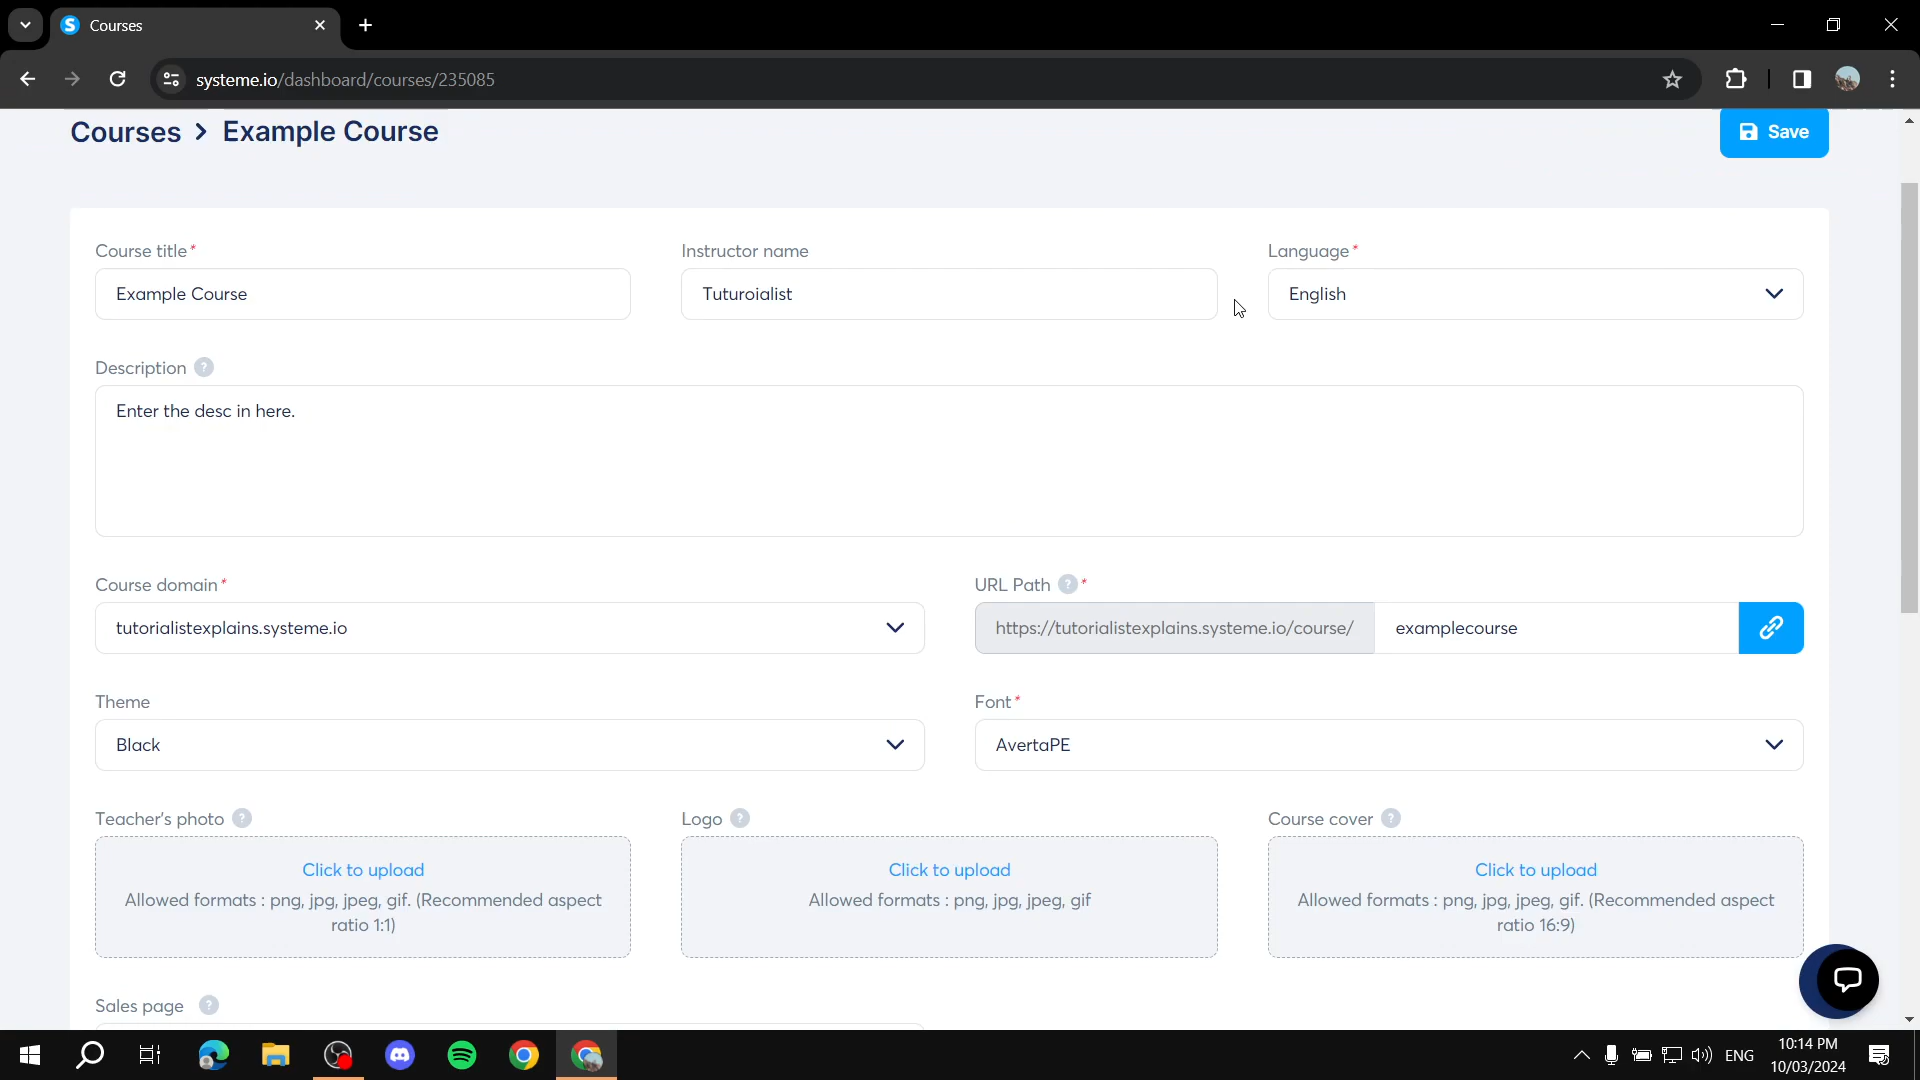 Courses
systeme.io/dashboard/courses/235085
Courses > Example Course
Save
Course title*
Instructor name
Language*
Example Course
Tuturoialist
English
Description ?
Enter the desc in here.
Course domain*
URL Path ?*
tutorialistexplains.systeme.io
https://tutorialistexplains.systeme.io/course/
examplecourse
Theme
Font*
Black
AvertaPE
Teacher's photo ?
Logo ?
Course cover ?
Click to upload
Allowed formats : png, jpg, jpeg, gif. (Recommended aspect
ratio 1:1)
Click to upload
Allowed formats : png, jpg, jpeg, gif
Click to upload
Allowed formats : png, jpg, jpeg, gif. (Recommended aspect
ratio 16:9)
Sales page ?
ENG
10:14 PM
10/03/2024